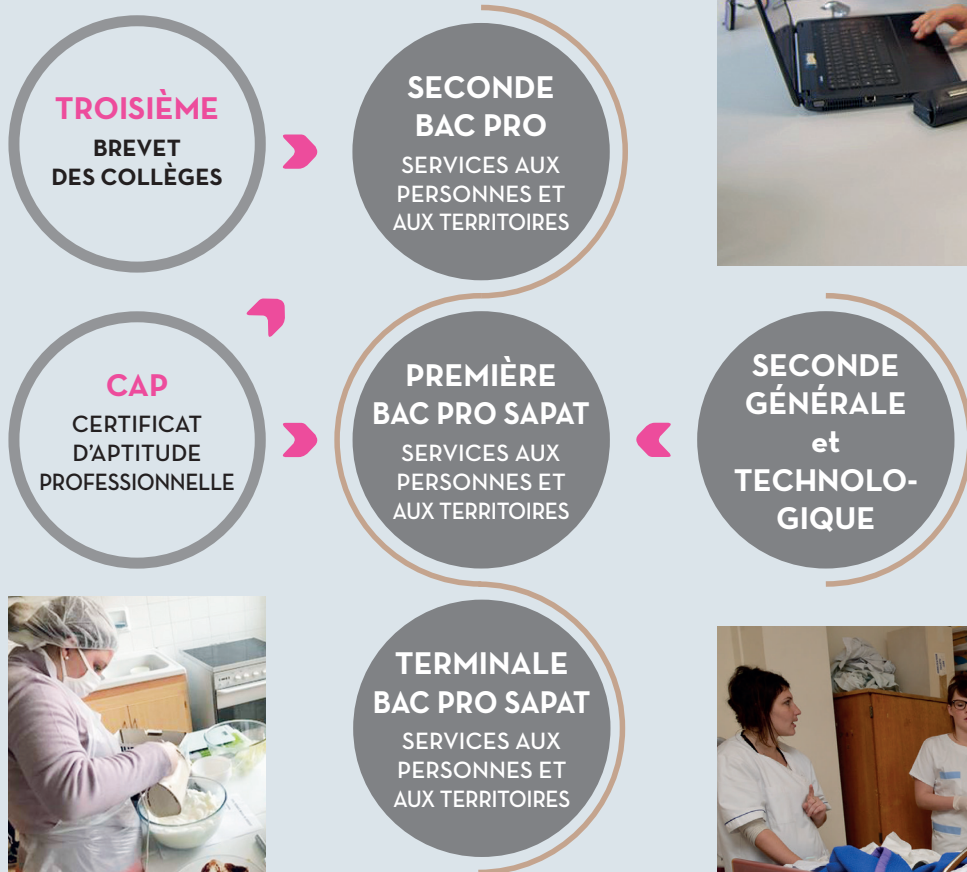 TROISIÈME
BREVET
DES COLLÈGES
SECONDE
BAC PRO
SERVICES AUX
PERSONNES ET
AUX TERRITOIRES
CAP
CERTIFICAT
D'APTITUDE
PROFESSIONNELLE
PREMIÈRE
BAC PRO SAPAT
SERVICES AUX
PERSONNES ET
AUX TERRITOIRES
SECONDE
GÉNÉRALE
et
TECHNOLO-
GIQUE
TERMINALE
BAC PRO SAPAT
SERVICES AUX
PERSONNES ET
AUX TERRITOIRES